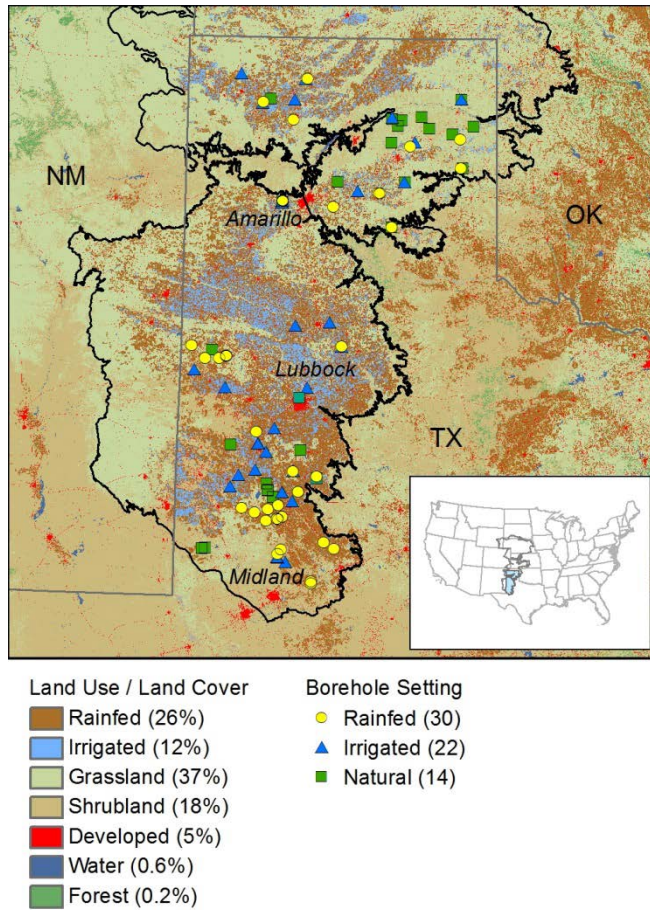 NM
OK
Amarillo
Lubbock
TX
Midland
Land Use / Land Cover
Rainfed (26%)
Irrigated (12%)
Grassland (37%)
Shrubland (18%)
Developed (5%)
Water (0.6%)
Forest (0.2%)
Borehole Setting
Rainfed (30)
Irrigated (22)
Natural (14)